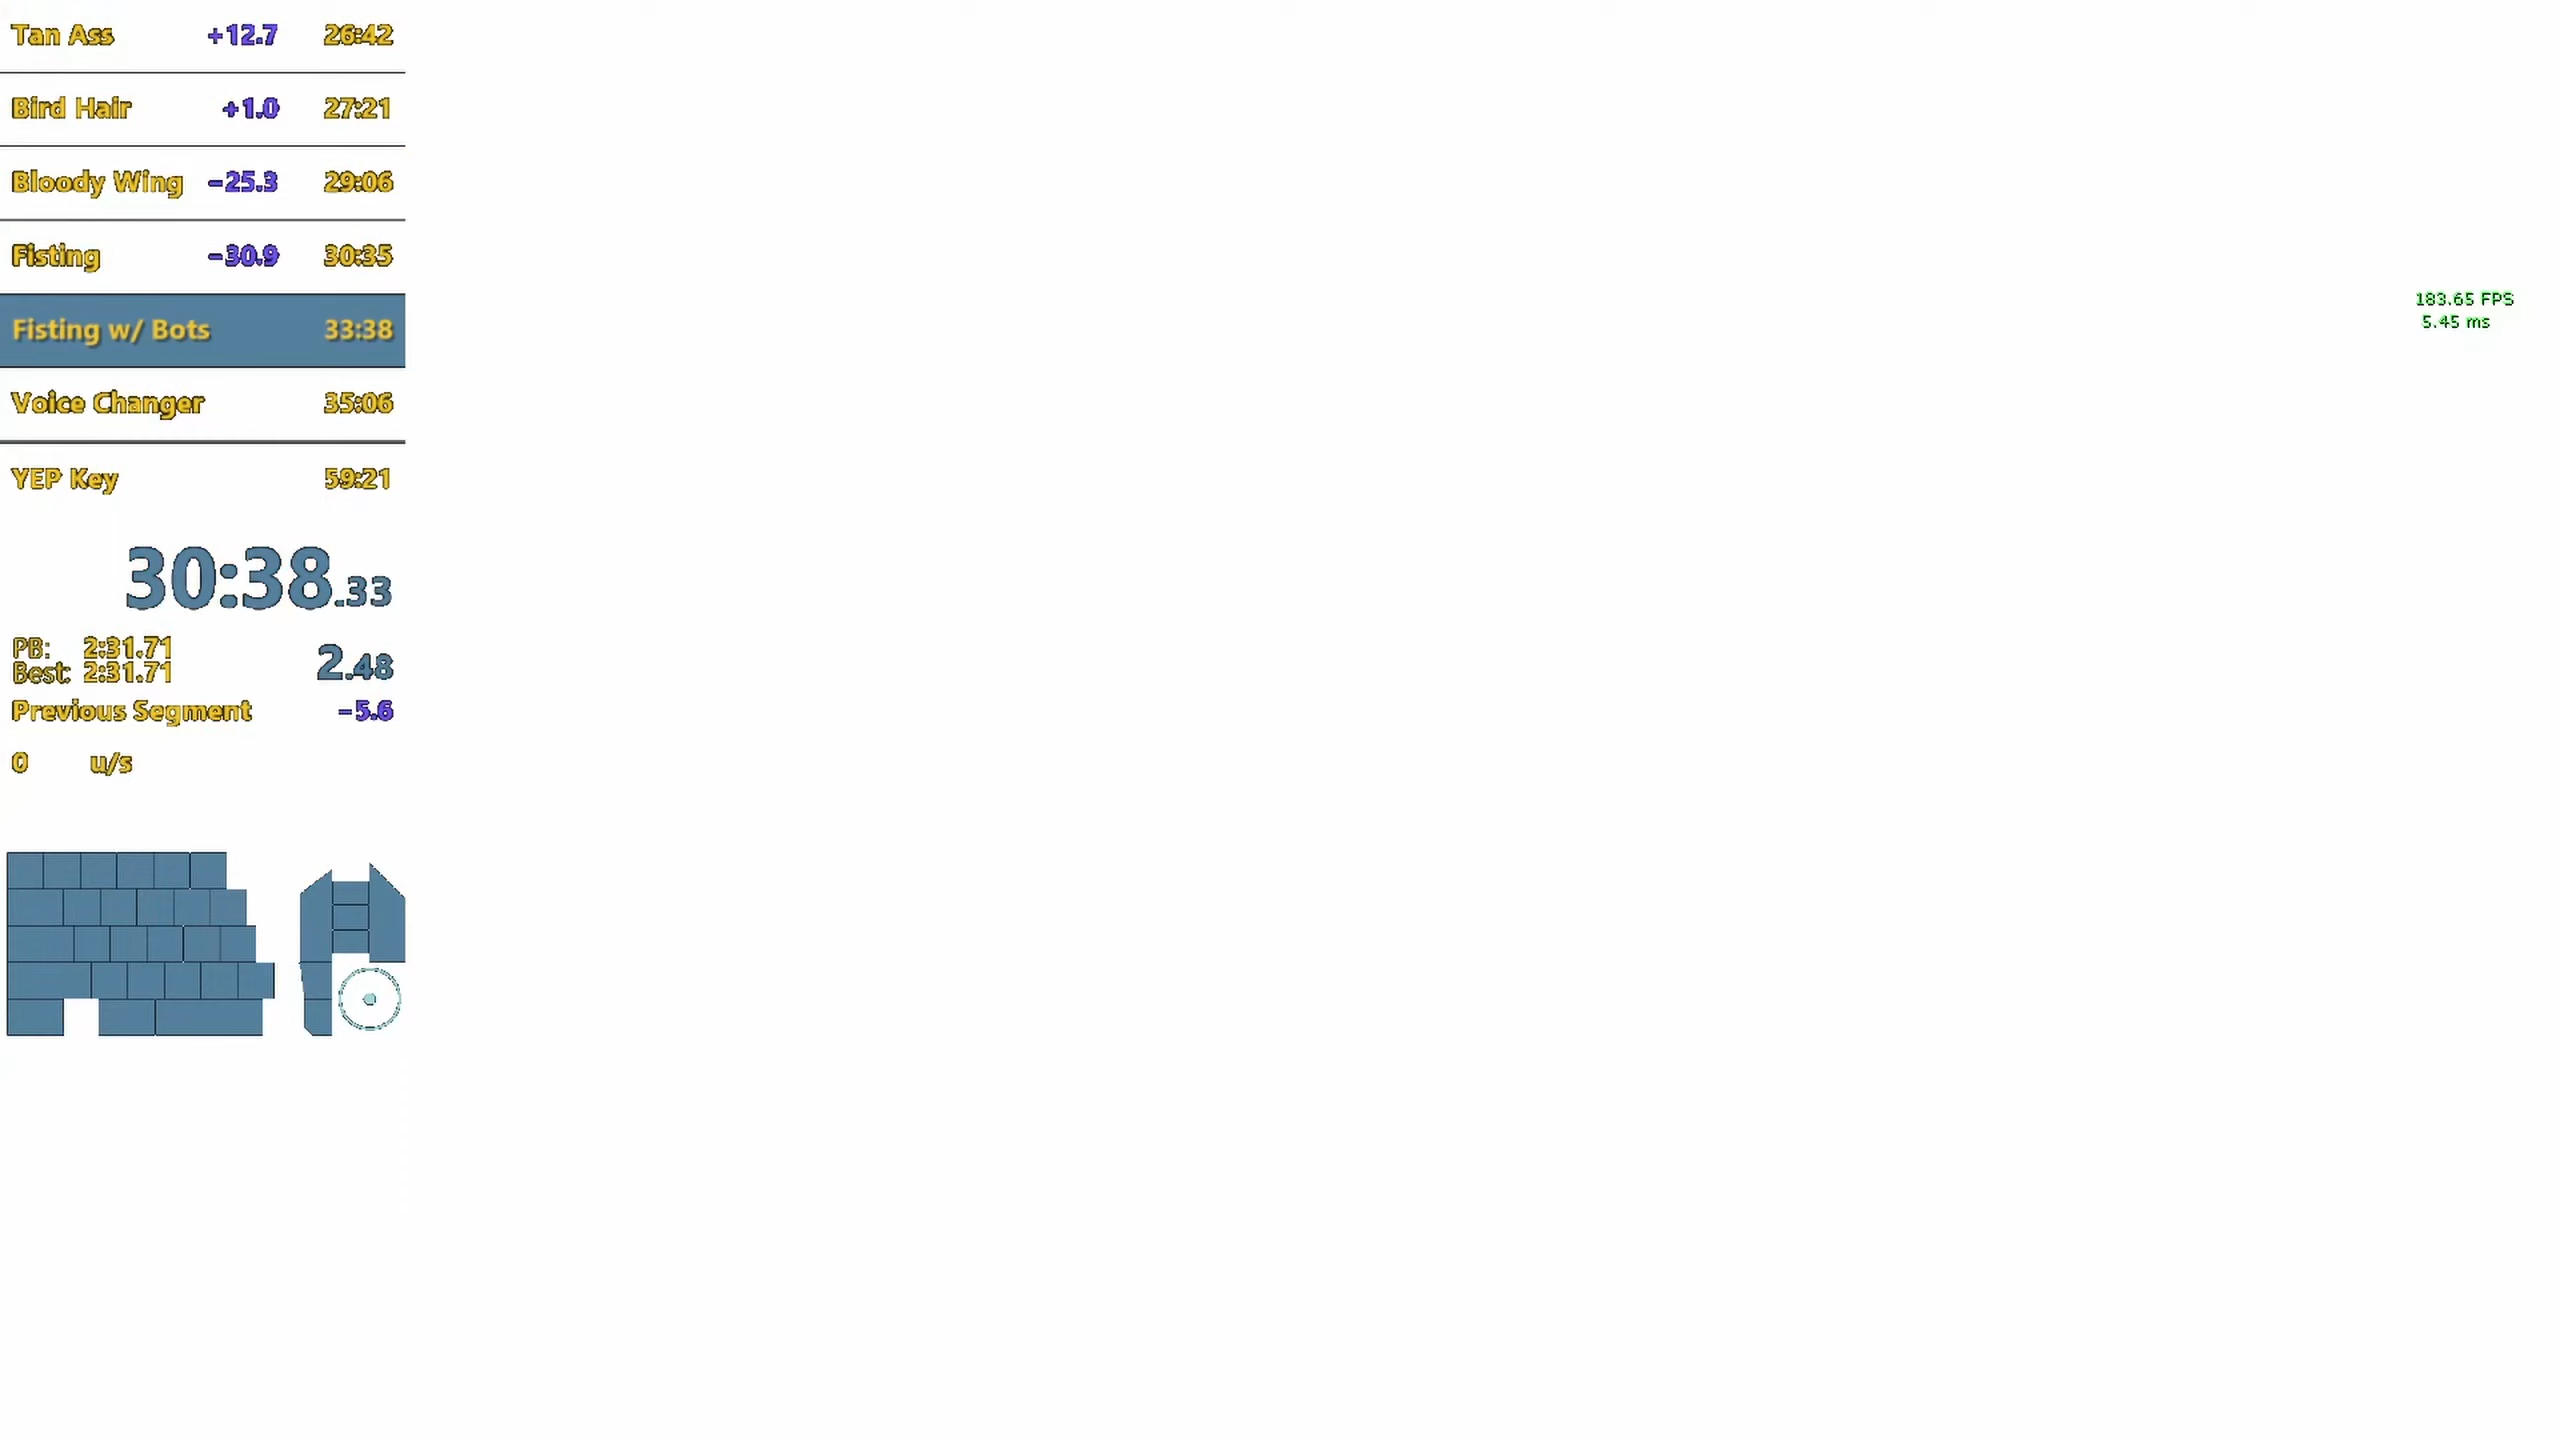 Tan Ass +12.7 26:42
Bird Hair +1.0 27:21
Bloody Wing −25.3 29:06
Fisting −30.9 30:35
Fisting w/ Bots 33:38
Voice Changer 35:06
YEP Key 59:21
30:38.33
PB: 2:31.71
Best: 2:31.71
2.48
Previous Segment −5.6
0 u/s
183.65 FPS
5.45 ms